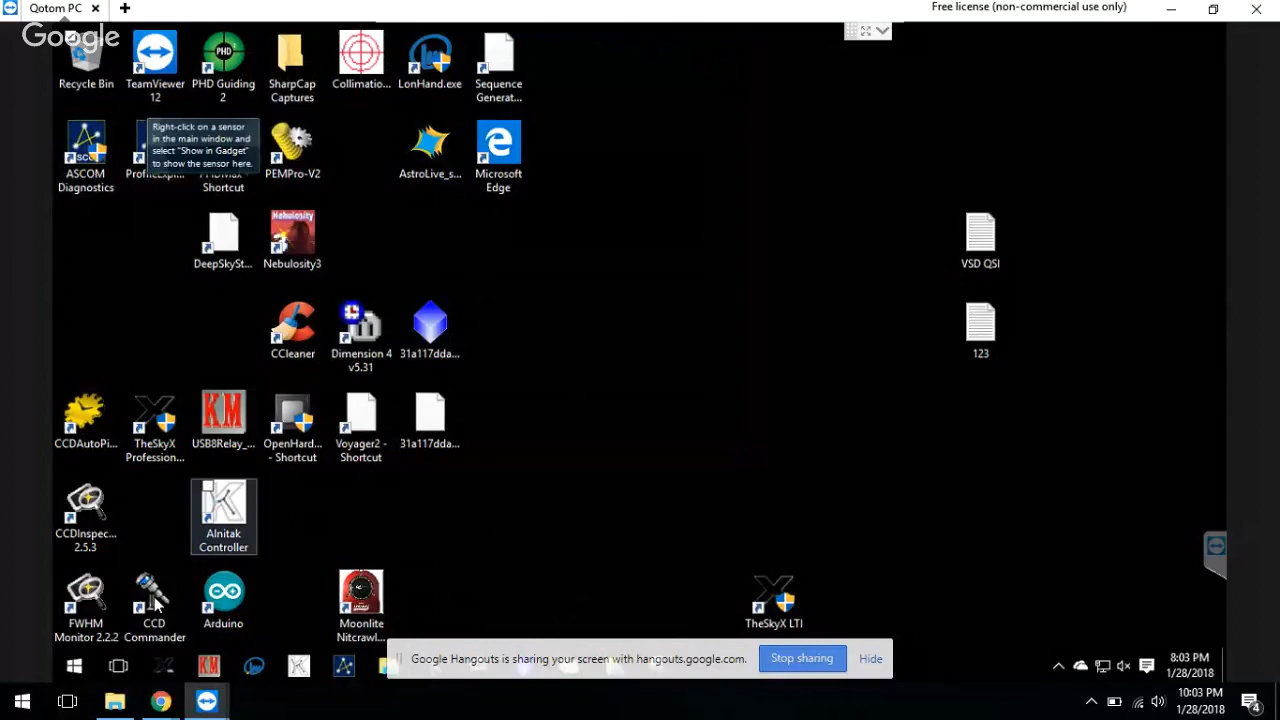 Qotom PC
Free license (non-commercial use only)
Google
Recycle Bin
TeamViewer 12
PHD Guiding 2
SharpCap Captures
Collimatio...
LonHand.exe
Sequence Generat...
Right-click on a sensor
in the main window and
select "Show in Gadget"
to show the sensor here.
ASCOM Diagnostics
Shortcut
PEMPro-V2
AstroLive_s...
Microsoft Edge
DeepSkySt...
Nebulosity
Nebulosity3
VSD QSI
CCleaner
Dimension 4 v5.31
31a117dda...
123
KM
CCDAutoPi...
TheSkyX Profession...
USB8Relay_...
OpenHard... - Shortcut
Voyager2 - Shortcut
31a117dda...
CCDInspec... 2.5.3
Alnitak Controller
FWHM Monitor 2.2.2
CCD Commander
Arduino
Moonlite Nitcrawl...
TheSkyX LTI
Google Hangouts is sharing your screen with hangouts.google.com.
Stop sharing
Hide
KM
8:03 PM
1/28/2018
10:03 PM
1/28/2018
4